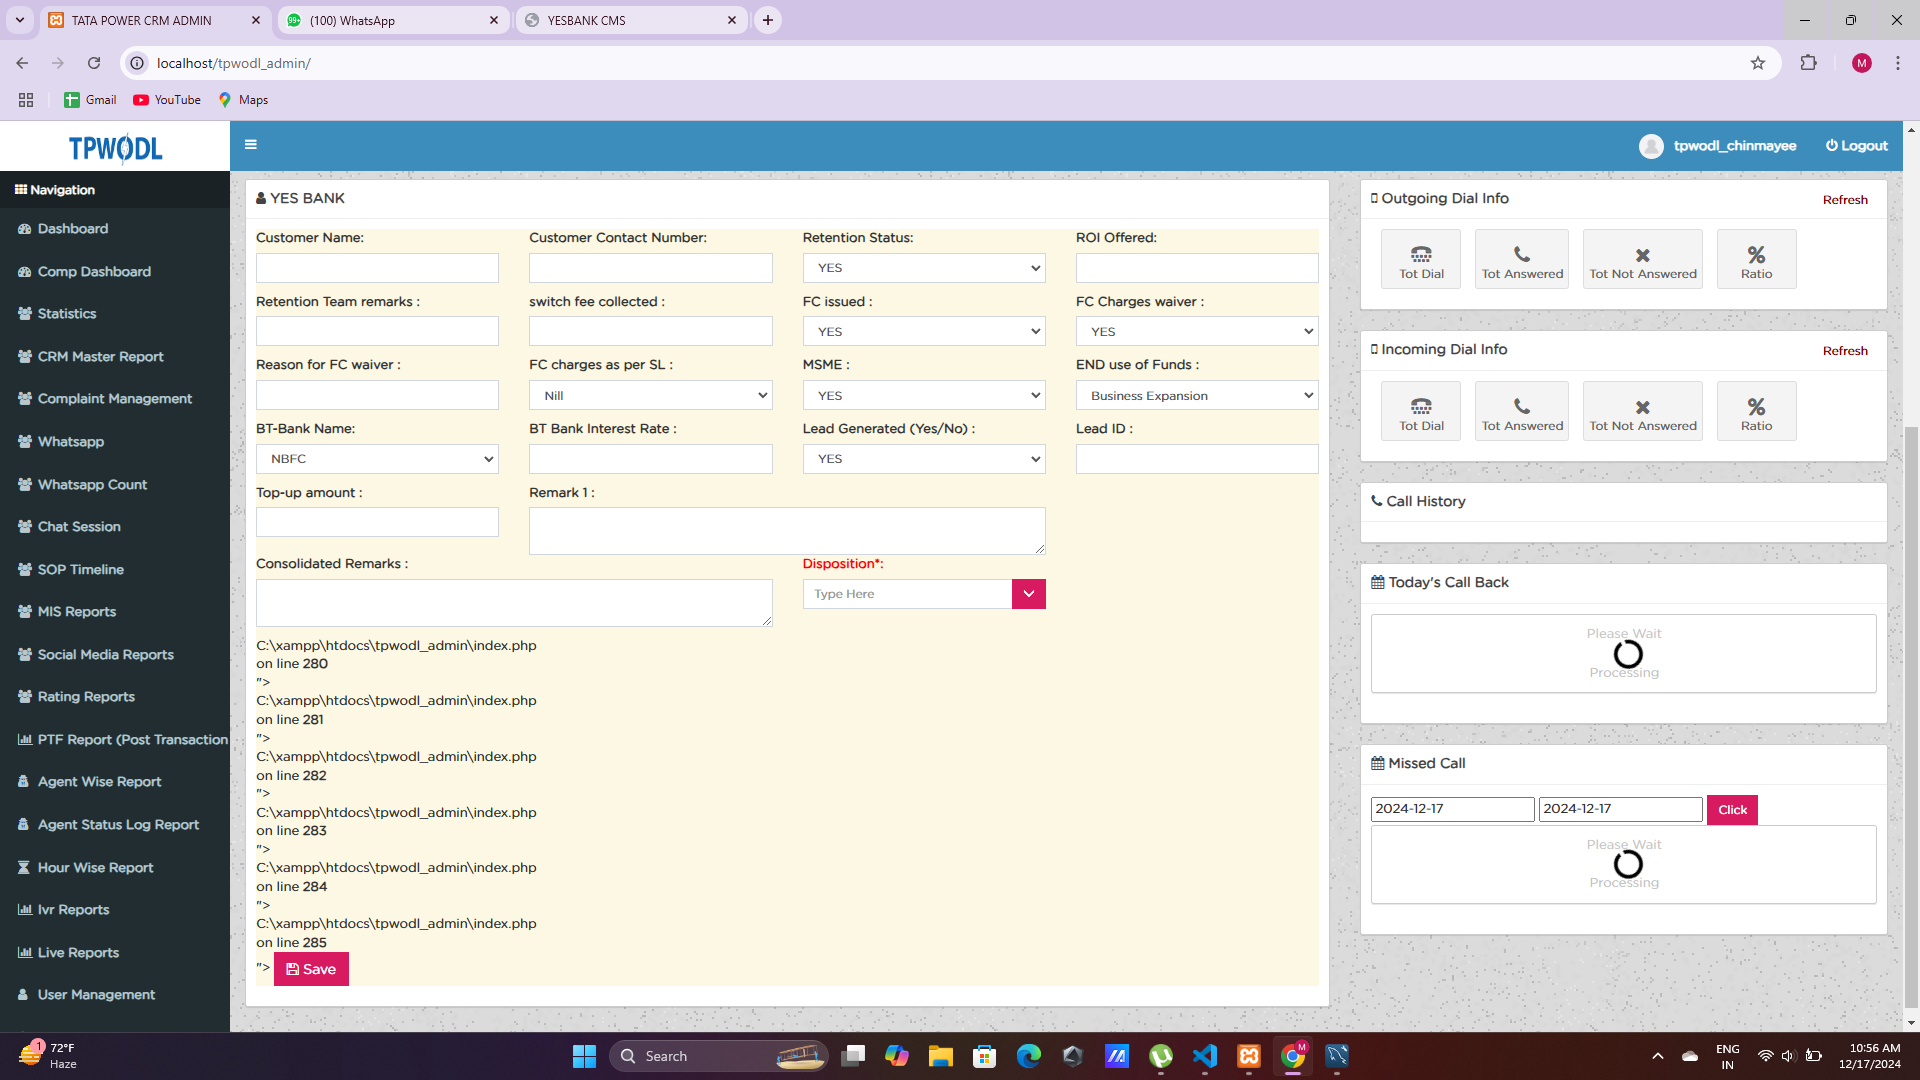 TATA POWER CRM ADMIN
(100) WhatsApp
YESBANK CMS
localhost/tpwodl_admin/
M
Gmail
YouTube
Maps
TPWODL
tpwodl_chinmayee
Logout
Navigation
Dashboard
Comp Dashboard
Statistics
CRM Master Report
Complaint Management
Whatsapp
Whatsapp Count
Chat Session
SOP Timeline
MIS Reports
Social Media Reports
Rating Reports
PTF Report (Post Transaction
Agent Wise Report
Agent Status Log Report
Hour Wise Report
Ivr Reports
Live Reports
User Management
YES BANK
Customer Name: Customer Contact Number: Retention Status: ROI Offered:
YES
Retention Team remarks : switch fee collected : FC issued : FC Charges waiver :
YES YES
Reason for FC waiver : FC charges as per SL : MSME : END use of Funds :
Nill YES Business Expansion
BT-Bank Name: BT Bank Interest Rate : Lead Generated (Yes/No) : Lead ID :
NBFC YES
Top-up amount : Remark 1 :
Consolidated Remarks : Disposition*:
Type Here
C:\xampp\htdocs\tpwodl_admin\index.php
on line 280
">
C:\xampp\htdocs\tpwodl_admin\index.php
on line 281
">
C:\xampp\htdocs\tpwodl_admin\index.php
on line 282
">
C:\xampp\htdocs\tpwodl_admin\index.php
on line 283
">
C:\xampp\htdocs\tpwodl_admin\index.php
on line 284
">
C:\xampp\htdocs\tpwodl_admin\index.php
on line 285
"> Save
Outgoing Dial Info Refresh
Tot Dial Tot Answered Tot Not Answered Ratio
Incoming Dial Info Refresh
Tot Dial Tot Answered Tot Not Answered Ratio
Call History
Today's Call Back
Please Wait
Processing
Missed Call
2024-12-17 2024-12-17 Click
Please Wait
Processing
1
72°F
Haze
Search
M
ENG
IN
10:56 AM
12/17/2024